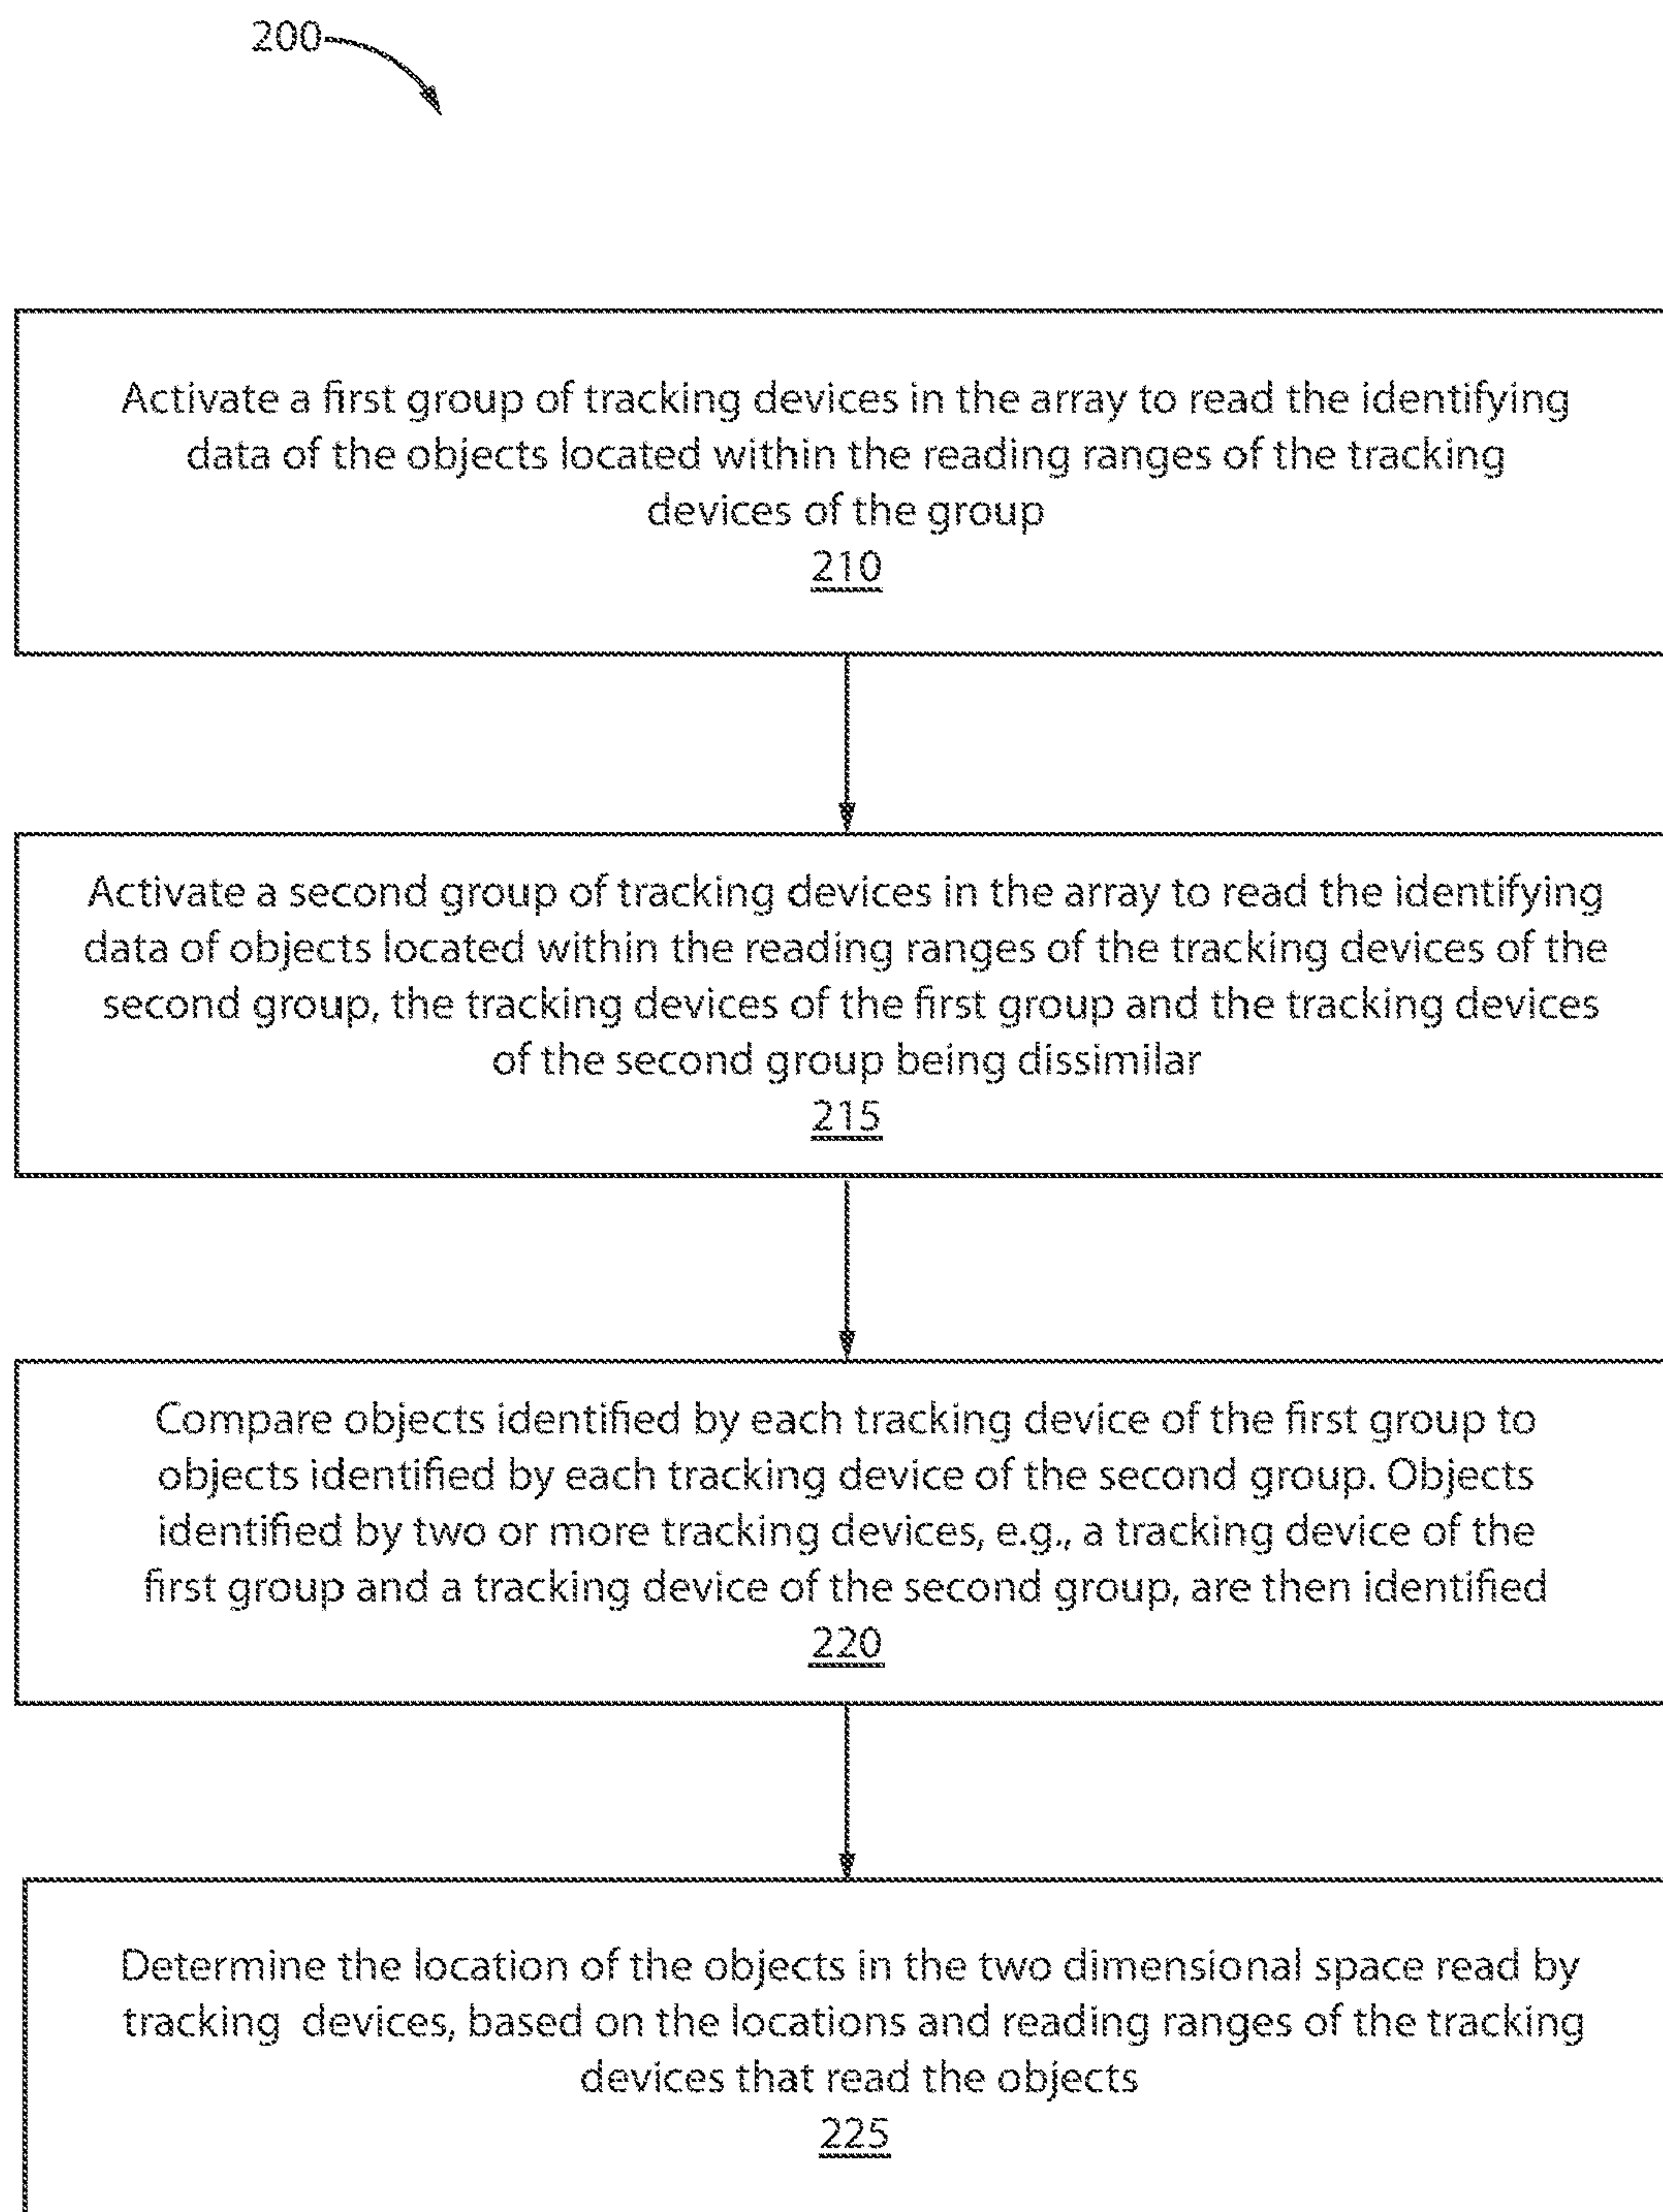 200
Activate a first group of tracking devices in the array to read the identifying
data of the objects located within the reading ranges of the tracking
devices of the group
210
Activate a second group of tracking devices in the array to read the identifying
data of objects located within the reading ranges of the tracking devices of the
second group, the tracking devices of the first group and the tracking devices
of the second group being dissimilar
215
Compare objects identified by each tracking device of the first group to
objects identified by each tracking device of the second group. Objects
identified by two or more tracking devices, e.g., a tracking device of the
first group and a tracking device of the second group, are then identified
220
Determine the location of the objects in the two dimensional space read by
tracking devices, based on the locations and reading ranges of the tracking
devices that read the objects
225